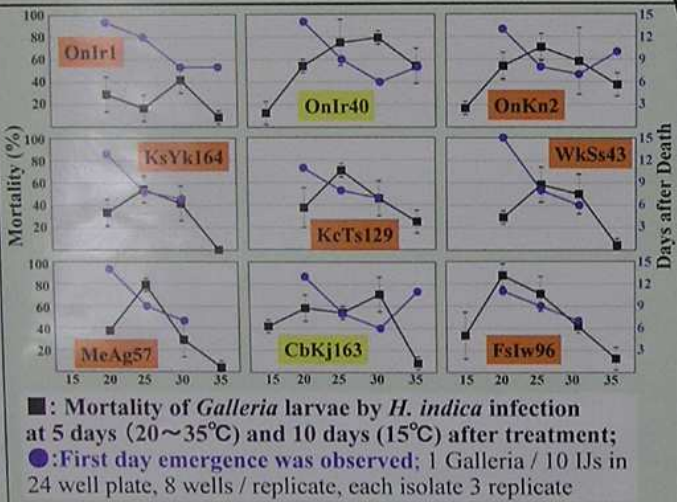 100
80
60
40
20
OnIr1
OnIr40
OnKn2
15
12
9
6
3
100
80
60
40
20
KsYk164
KcTs129
WkSs43
15
12
9
6
3
100
80
60
40
20
MeAg57
CbKj163
FsIw96
15
12
9
6
3
Mortality (%)
Days after Death
15 20 25 30 35 15 20 25 30 35 15 20 25 30 35
■: Mortality of Galleria larvae by H. indica infection
at 5 days (20~35℃) and 10 days (15℃) after treatment;
●:First day emergence was observed; 1 Galleria / 10 IJs in
24 well plate, 8 wells / replicate, each isolate 3 replicate